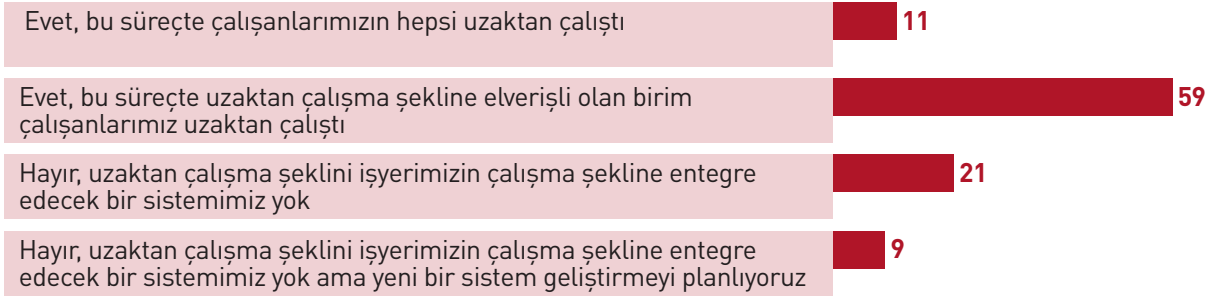 Evet, bu süreçte çalışanlarımızın hepsi uzaktan çalıştı
11
Evet, bu süreçte uzaktan çalışma şekline elverişli olan birim
çalışanlarımız uzaktan çalıştı
59
Hayır, uzaktan çalışma şeklini işyerimizin çalışma şekline entegre
edecek bir sistemimiz yok
21
Hayır, uzaktan çalışma şeklini işyerimizin çalışma şekline entegre
edecek bir sistemimiz yok ama yeni bir sistem geliştirmeyi planlıyoruz
9